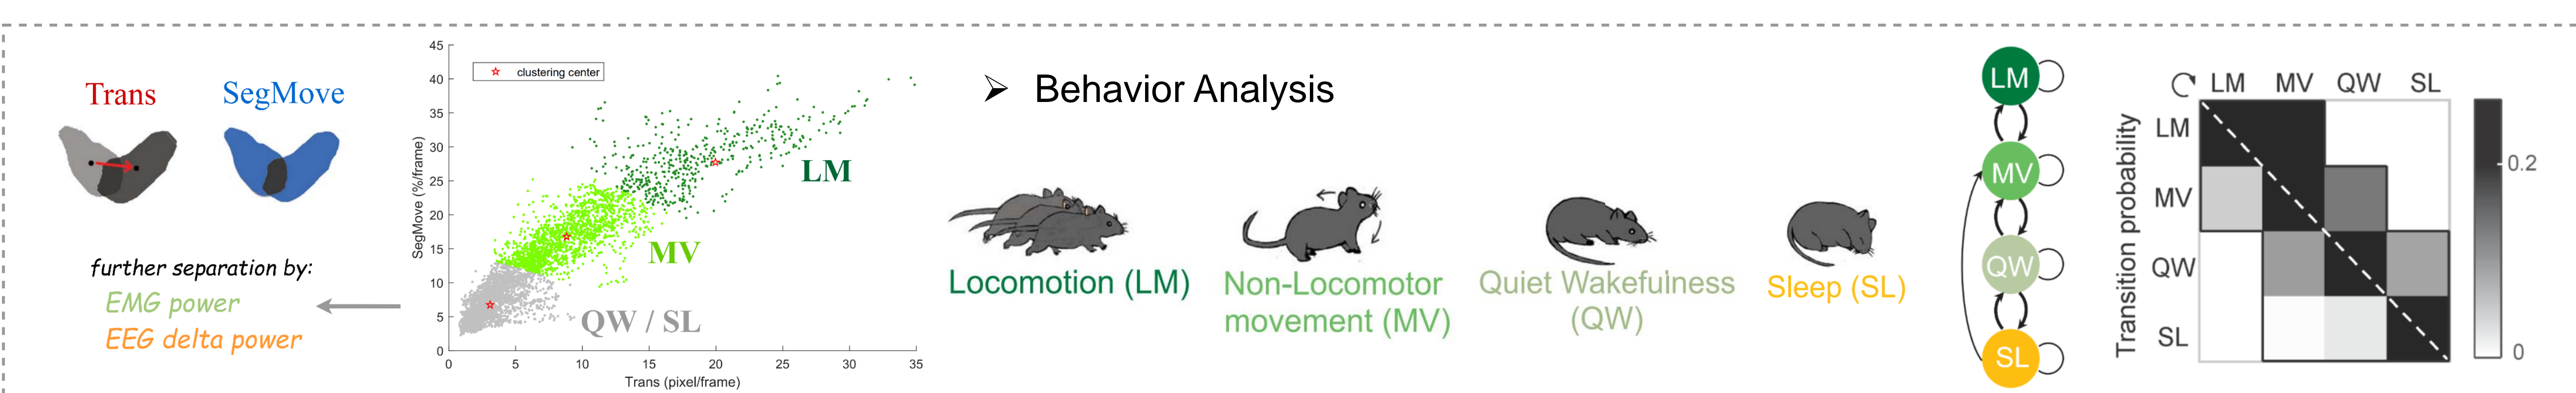 Trans
SegMove
further separation by:
EMG power
EEG delta power
45
40
35
30
25
20
15
10
5
0
SegMove (%/frame)
clustering center
LM
MV
QW / SL
0 5 10 15 20 25 30 35
Trans (pixel/frame)
➢ Behavior Analysis
Locomotion (LM)
Non-Locomotor
movement (MV)
Quiet Wakefulness
(QW)
Sleep (SL)
LM
MV
QW
SL
Transition probability
LM MV QW SL
LM
MV
QW
SL
0.2
0